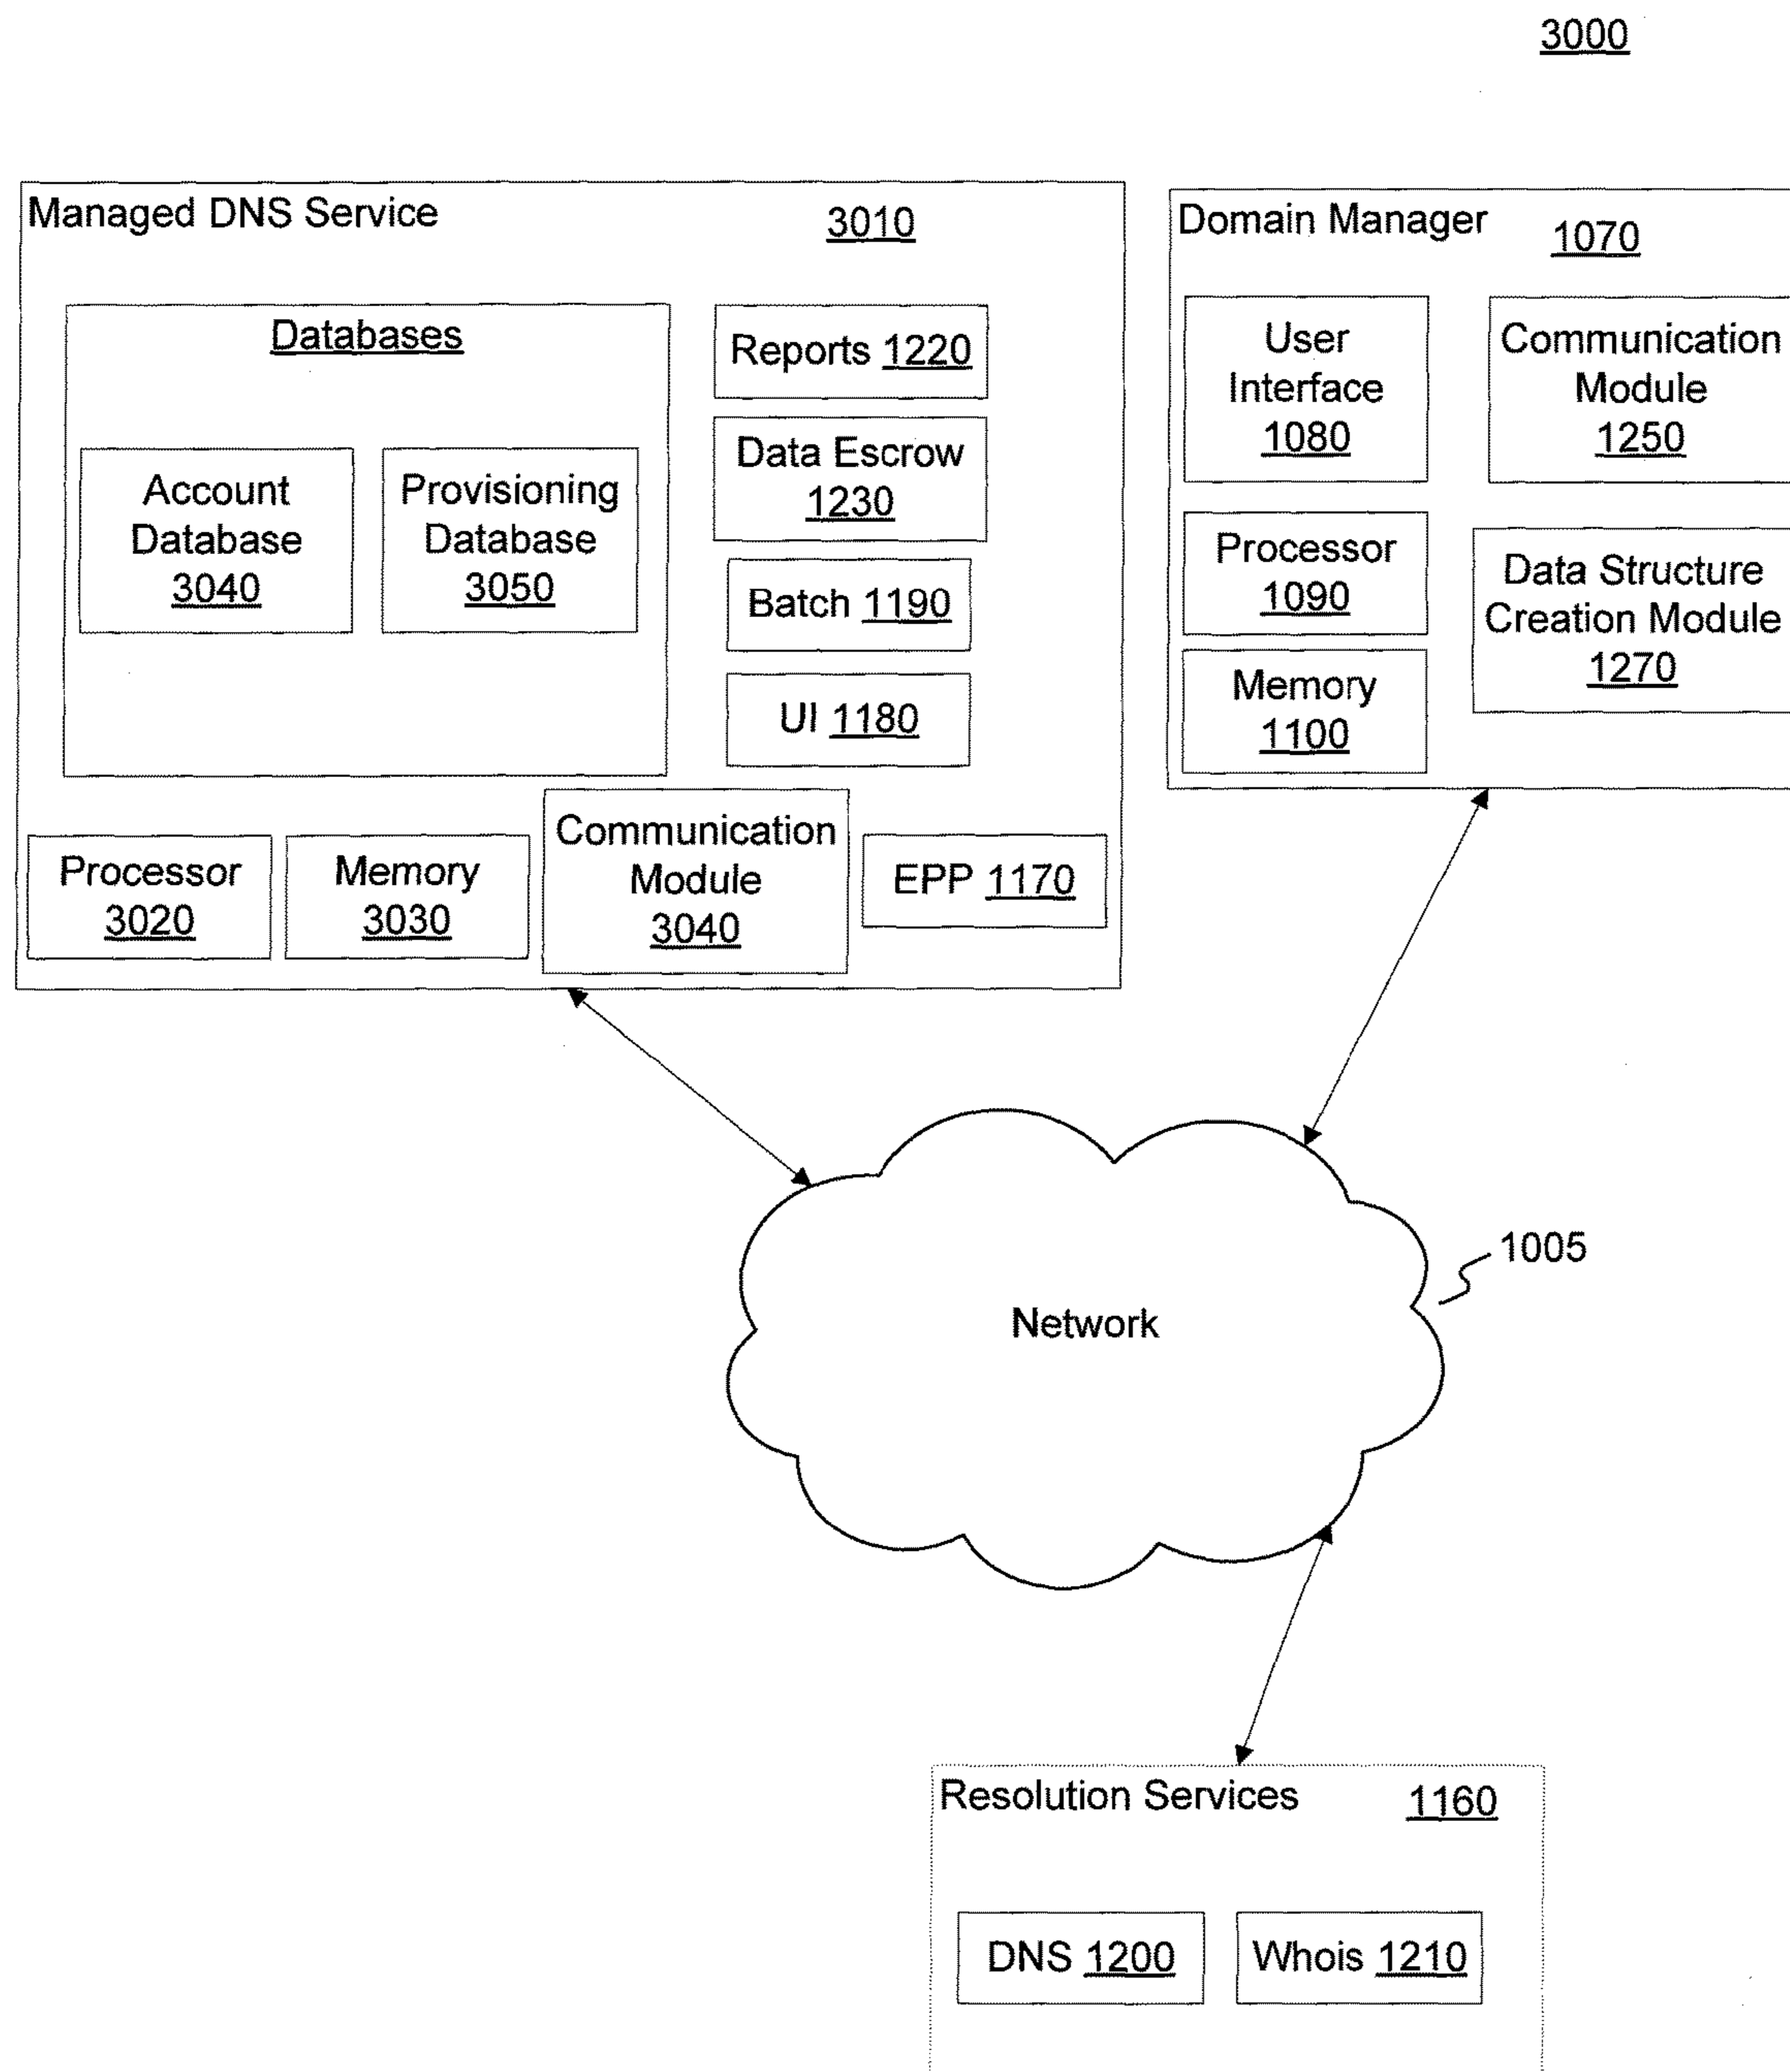 3000
Managed DNS Service 3010
Databases
Account
Database
3040
Provisioning
Database
3050
Reports 1220
Data Escrow
1230
Batch 1190
UI 1180
Processor
3020
Memory
3030
Communication
Module
3040
EPP 1170
Domain Manager 1070
User
Interface
1080
Communication
Module
1250
Processor
1090
Data Structure
Creation Module
1270
Memory
1100
Network
1005
Resolution Services 1160
DNS 1200
Whois 1210